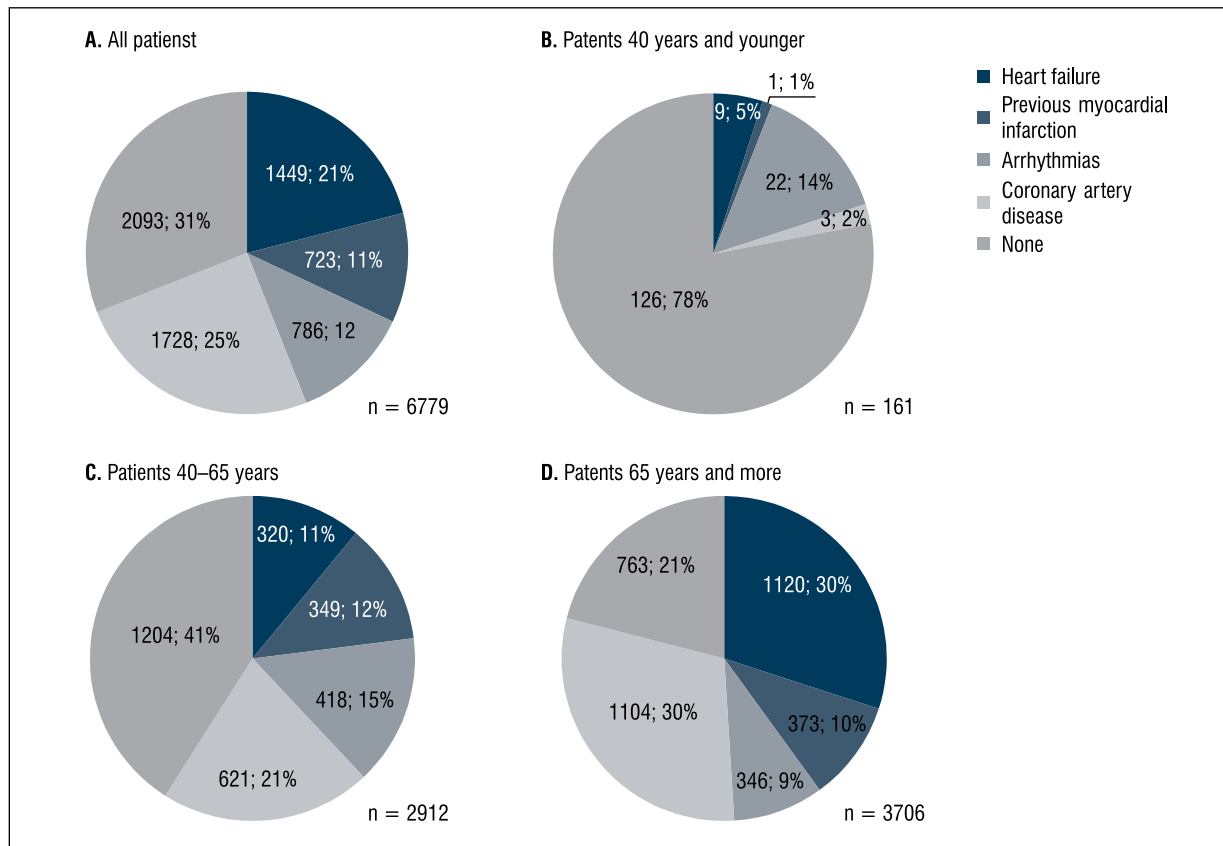 A. All patienst
1449; 21%
723; 11%
786; 12
1728; 25%
2093; 31%
n = 6779
B. Patents 40 years and younger
1; 1%
9; 5%
22; 14%
3; 2%
126; 78%
n = 161
Heart failure
Previous myocardial
infarction
Arrhythmias
Coronary artery
disease
None
C. Patients 40–65 years
320; 11%
349; 12%
418; 15%
621; 21%
1204; 41%
n = 2912
D. Patents 65 years and more
1120; 30%
373; 10%
346; 9%
1104; 30%
763; 21%
n = 3706